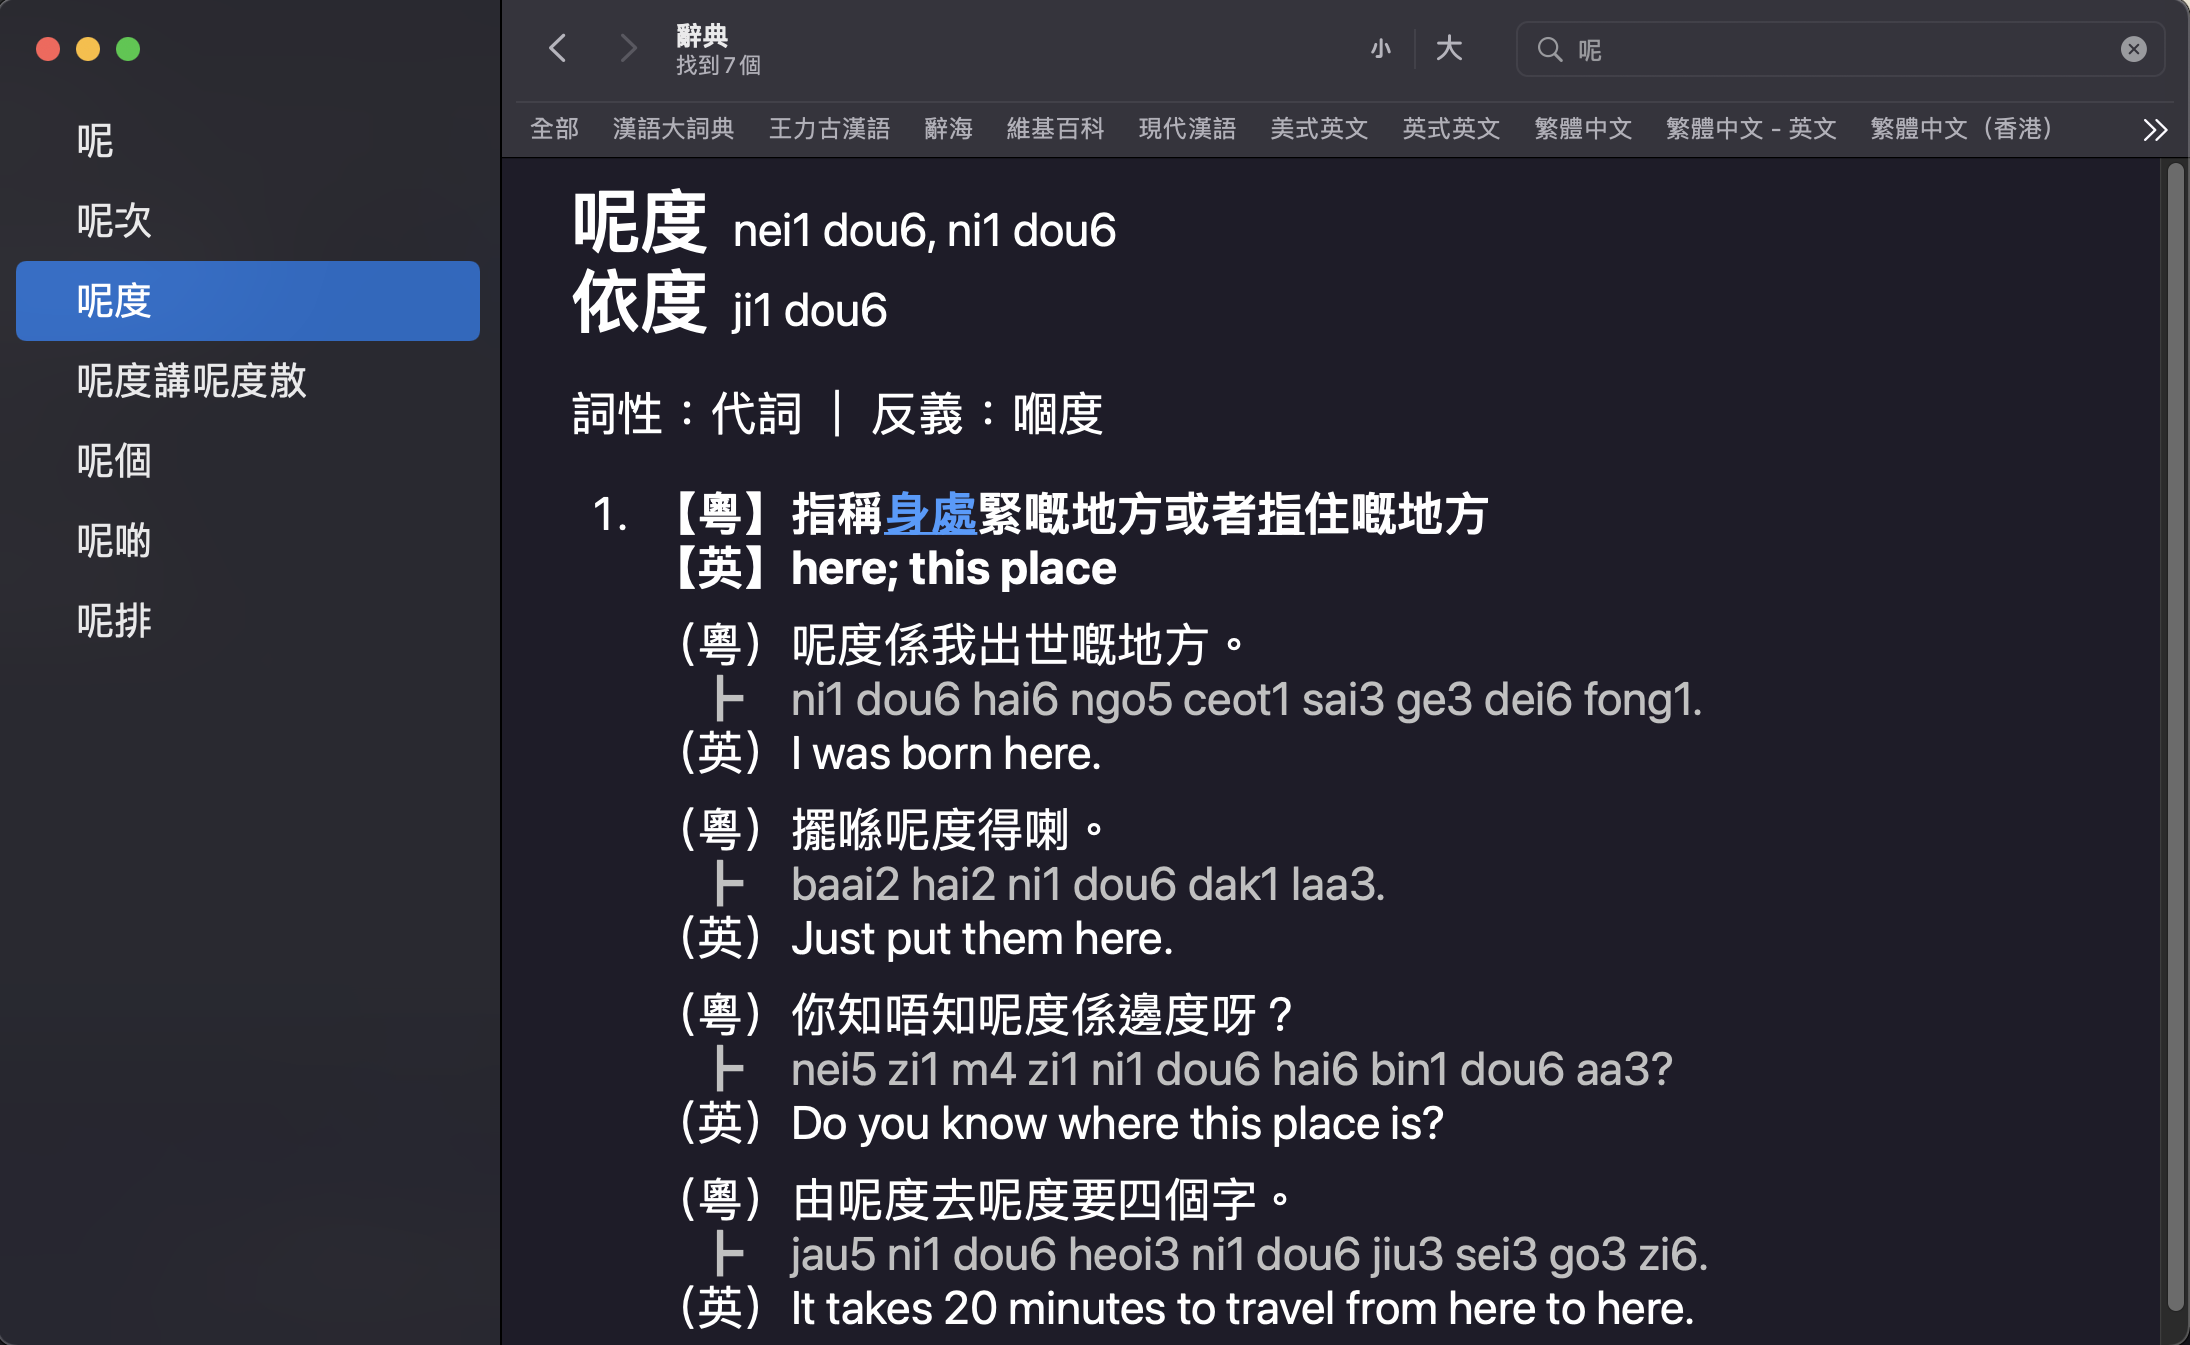 呢
呢次
呢度
呢度講呢度散
呢個
呢啲
呢排
辭典
找到 7 個
小 大
呢
全部 漢語大詞典 王力古漢語 辭海 維基百科 現代漢語 美式英文 英式英文 繁體中文 繁體中文 - 英文 繁體中文（香港）
呢度 nei1 dou6, ni1 dou6
依度 ji1 dou6
詞性：代詞 ｜ 反義：嗰度
1. 【粵】指稱身處緊嘅地方或者指住嘅地方
【英】here; this place
（粵）呢度係我出世嘅地方。
├ ni1 dou6 hai6 ngo5 ceot1 sai3 ge3 dei6 fong1.
（英）I was born here.
（粵）擺喺呢度得喇。
├ baai2 hai2 ni1 dou6 dak1 laa3.
（英）Just put them here.
（粵）你知唔知呢度係邊度呀？
├ nei5 zi1 m4 zi1 ni1 dou6 hai6 bin1 dou6 aa3?
（英）Do you know where this place is?
（粵）由呢度去呢度要四個字。
├ jau5 ni1 dou6 heoi3 ni1 dou6 jiu3 sei3 go3 zi6.
（英）It takes 20 minutes to travel from here to here.